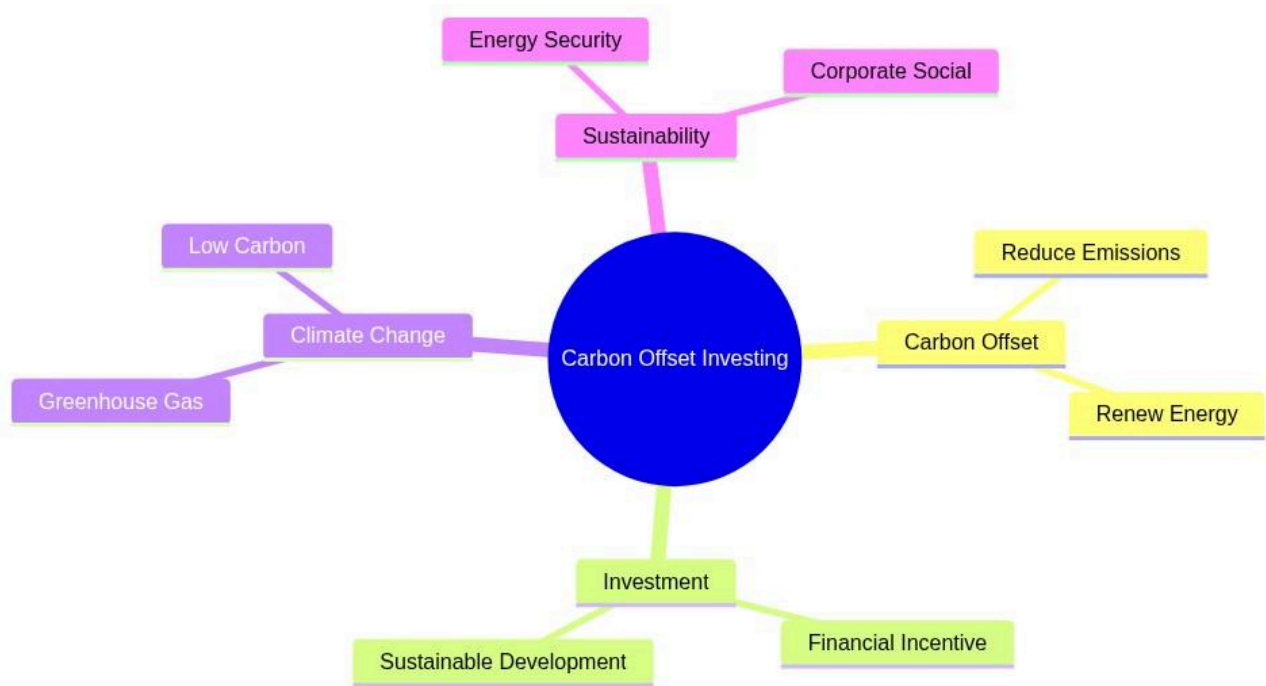 Energy Security
Corporate Social
Sustainability
Low Carbon
Reduce Emissions
Climate Change
Carbon Offset
Carbon Offset Investing
Greenhouse Gas
Renew Energy
Investment
Financial Incentive
Sustainable Development